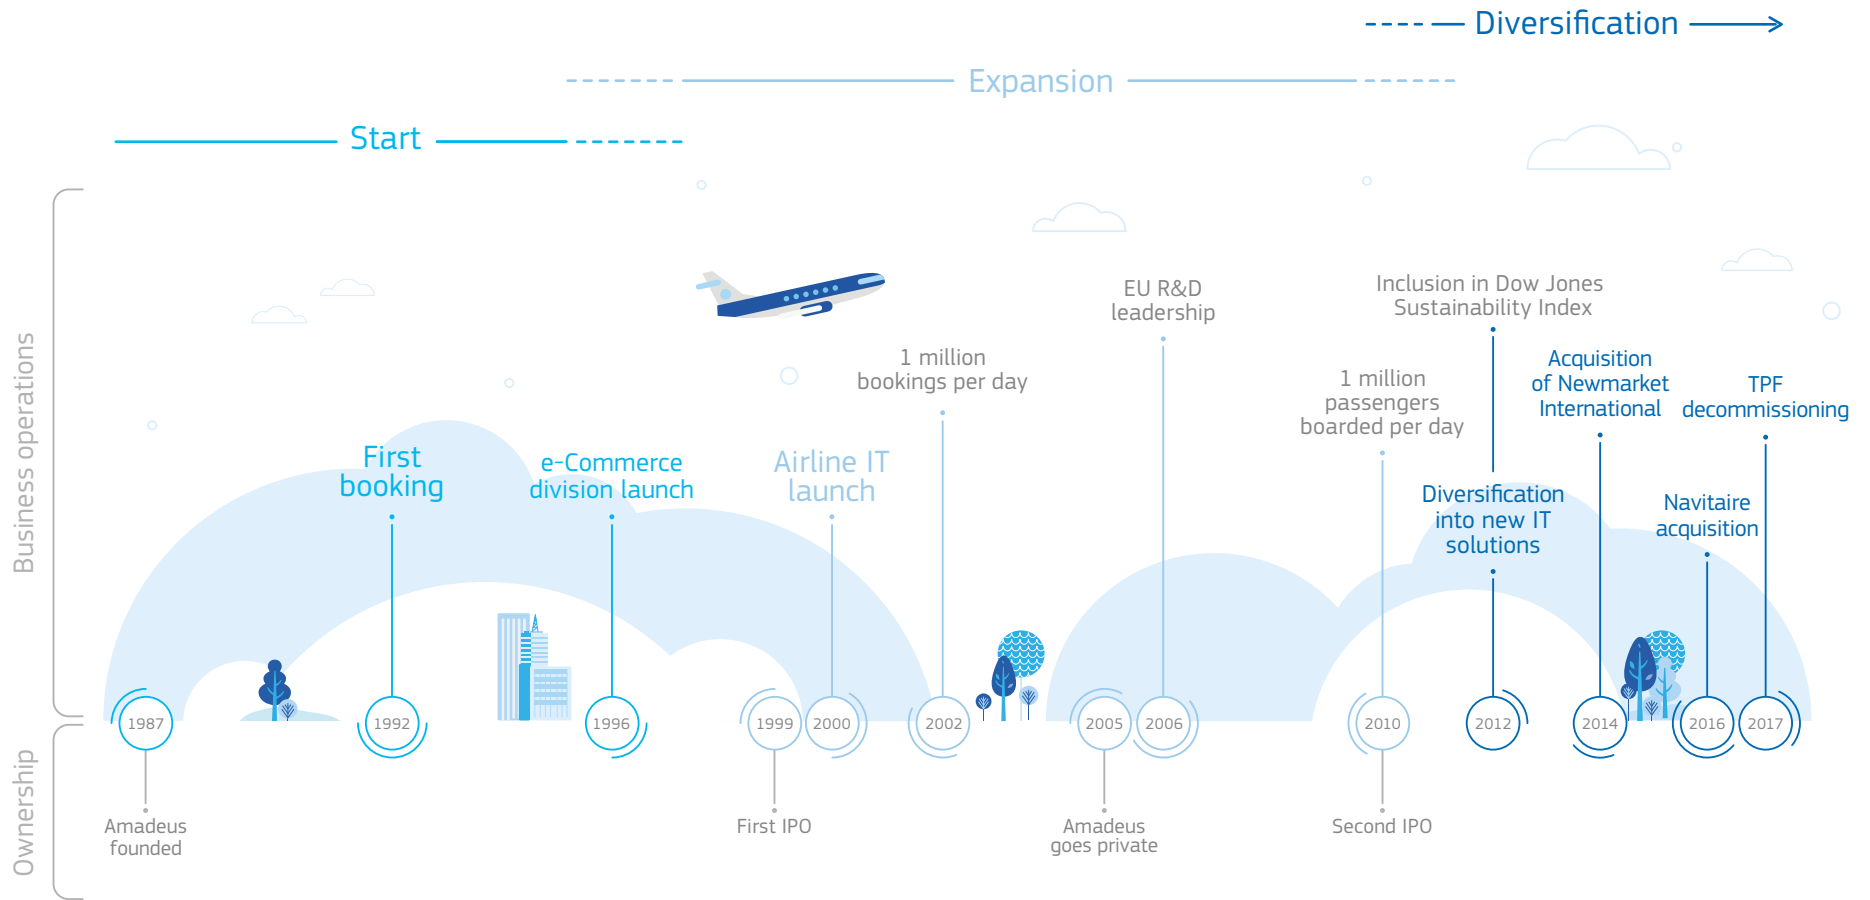 Diversification
Expansion
Start
Business operations
Ownership
First
booking
e-Commerce
division launch
Airline IT
launch
1 million
bookings per day
EU R&D
leadership
1 million
passengers
boarded per day
Inclusion in Dow Jones
Sustainability Index
Diversification
into new IT
solutions
Acquisition
of Newmarket
International
Navitaire
acquisition
TPF
decommissioning
1987
1992
1996
1999
2000
2002
2005
2006
2010
2012
2014
2016
2017
Amadeus
founded
First IPO
Amadeus
goes private
Second IPO